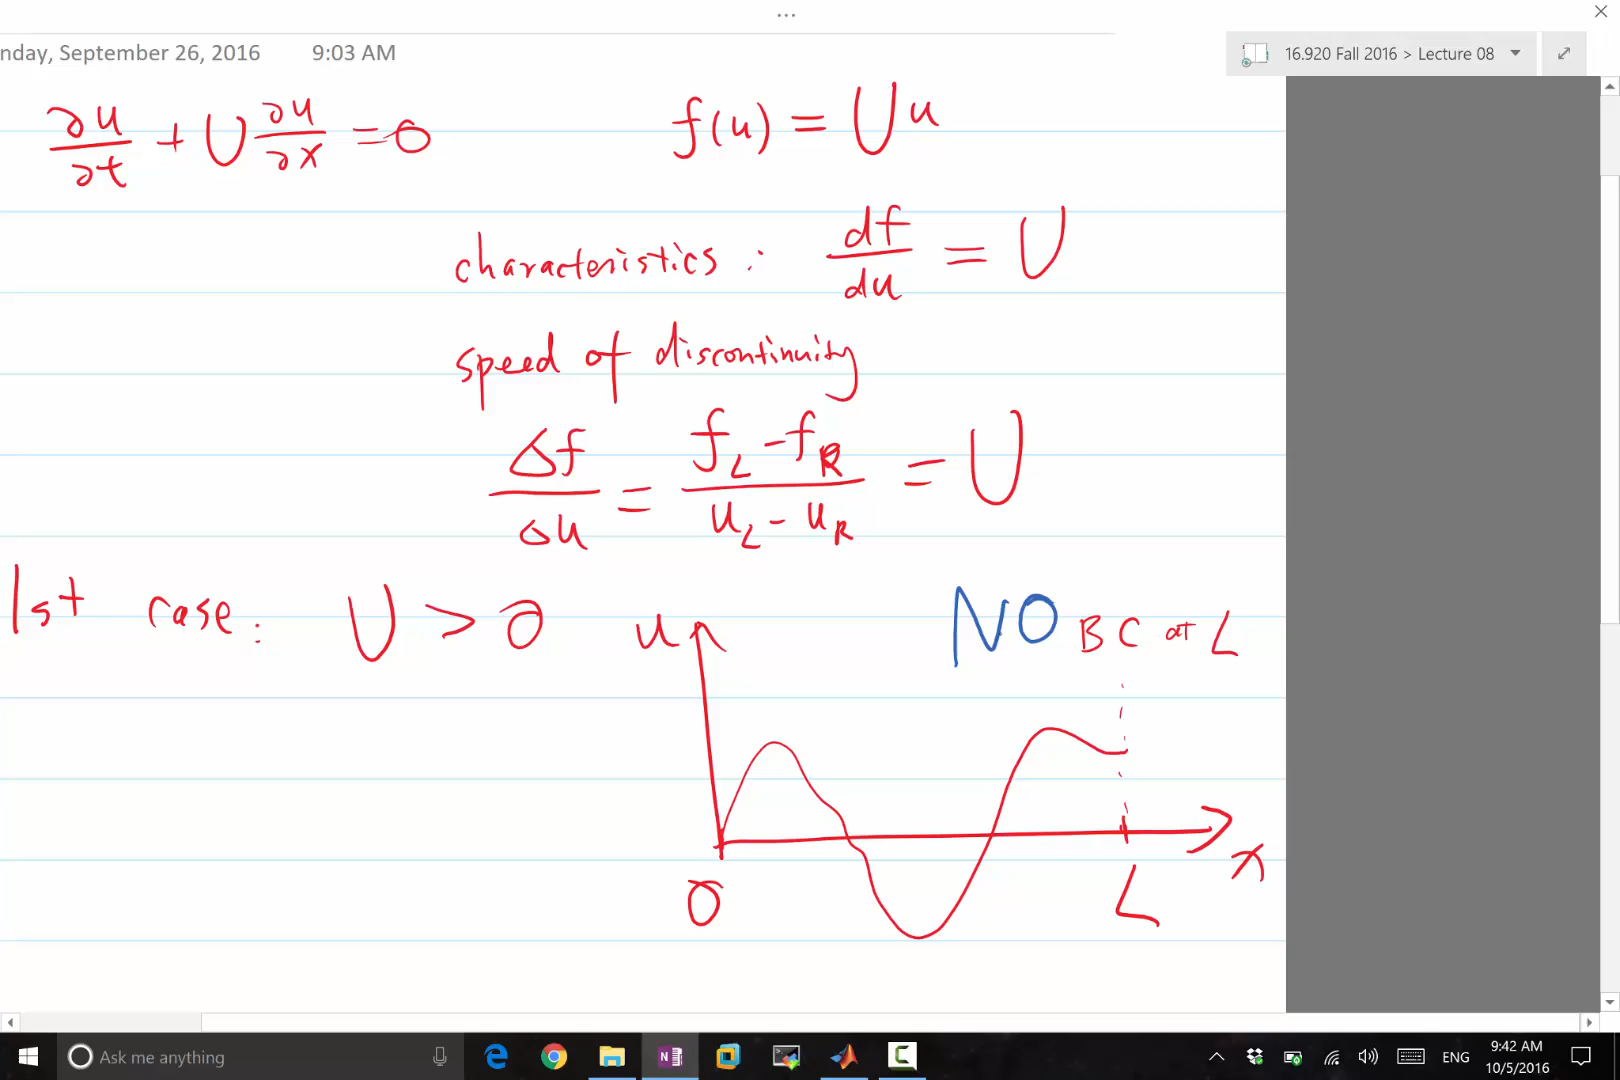 ...
nday, September 26, 2016 9:03 AM
16.920 Fall 2016 > Lecture 08
∂u/∂t + U ∂u/∂x = 0
f(u) = Uu
characteristics : df/du = U
speed of discontinuity
Δf/Δu = (f_L - f_R)/(u_L - u_R) = U
1st case: U > 0
u
NO BC at L
x
0
L
Ask me anything
ENG
9:42 AM
10/5/2016